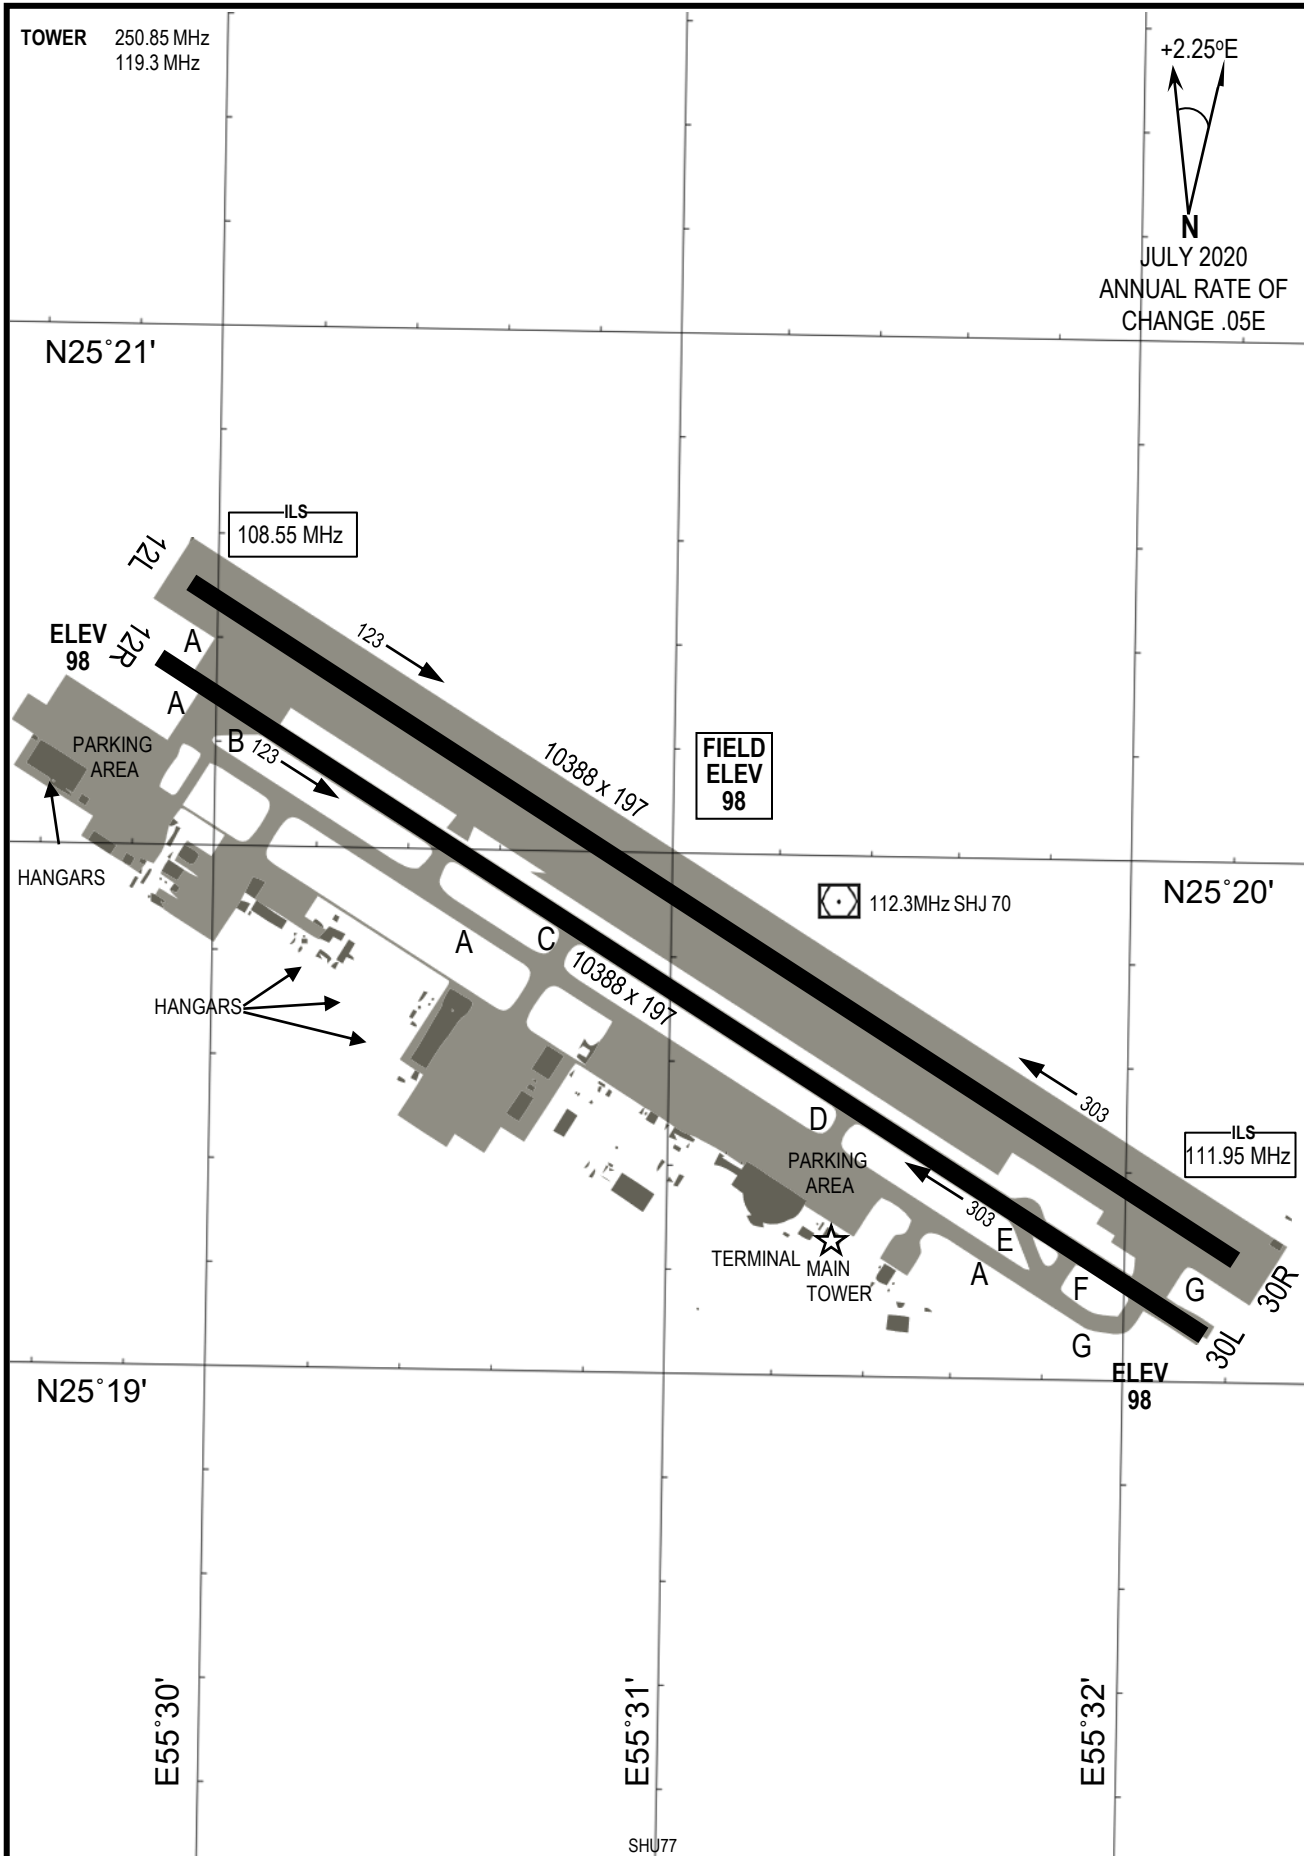 TOWER 250.85 MHz
119.3 MHz
+2.25°E
N
JULY 2020
ANNUAL RATE OF
CHANGE .05E
N25°21'
ILS
108.55 MHz
12L
ELEV
98
12R
A
A
123
PARKING
AREA
B
123
10388 x 197
FIELD
ELEV
98
HANGARS
N25°20'
112.3MHz SHJ 70
A
C
10388 x 197
HANGARS
303
D
ILS
111.95 MHz
PARKING
AREA
303
E
TERMINAL
MAIN
TOWER
A
F
G
30R
G
30L
ELEV
98
N25°19'
E55°30'
E55°31'
E55°32'
SHU77